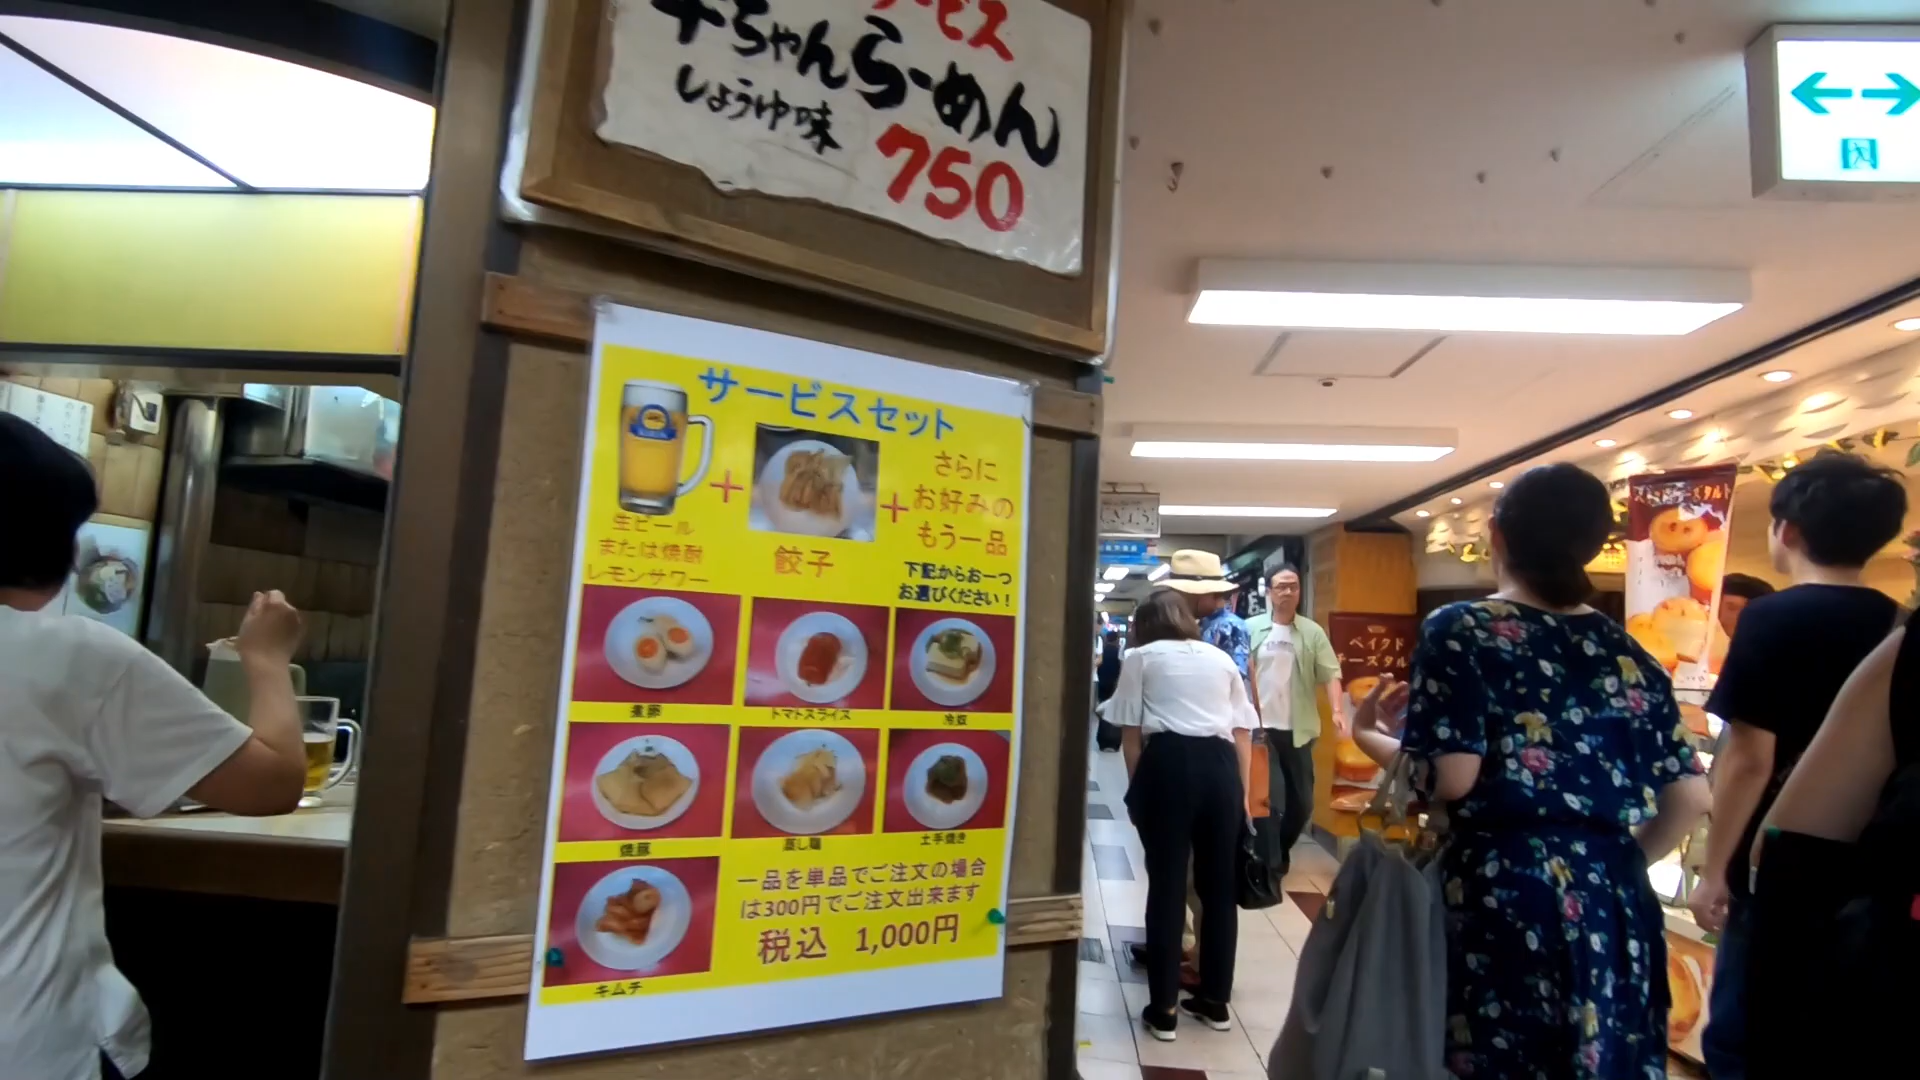 ービス
ちゃんらーめん
しょうゆ味
750
サービスセット
KIRIN
生ビール
または焼酎
レモンサワー
+
餃子
+
さらに
お好みの
もう一品
下記からお一つ
お選びください！
煮卵
トマトスライス
冷奴
焼豚
蒸し鶏
土手焼き
キムチ
一品を単品でご注文の場合
は300円でご注文出来ます
税込 1,000円
ベイクド
チーズタル